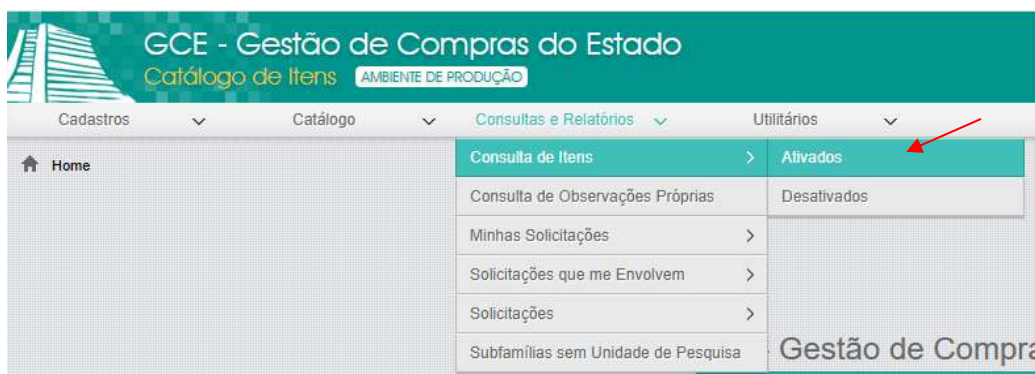 GCE - Gestão de Compras do Estado
Catálogo de Itens AMBIENTE DE PRODUÇÃO
Cadastros Catálogo Consultas e Relatórios Utilitários
Home
Consulta de Itens Ativados
Consulta de Observações Próprias Desativados
Minhas Solicitações
Solicitações que me Envolvem
Solicitações
Subfamílias sem Unidade de Pesquisa
- Gestão de Compra